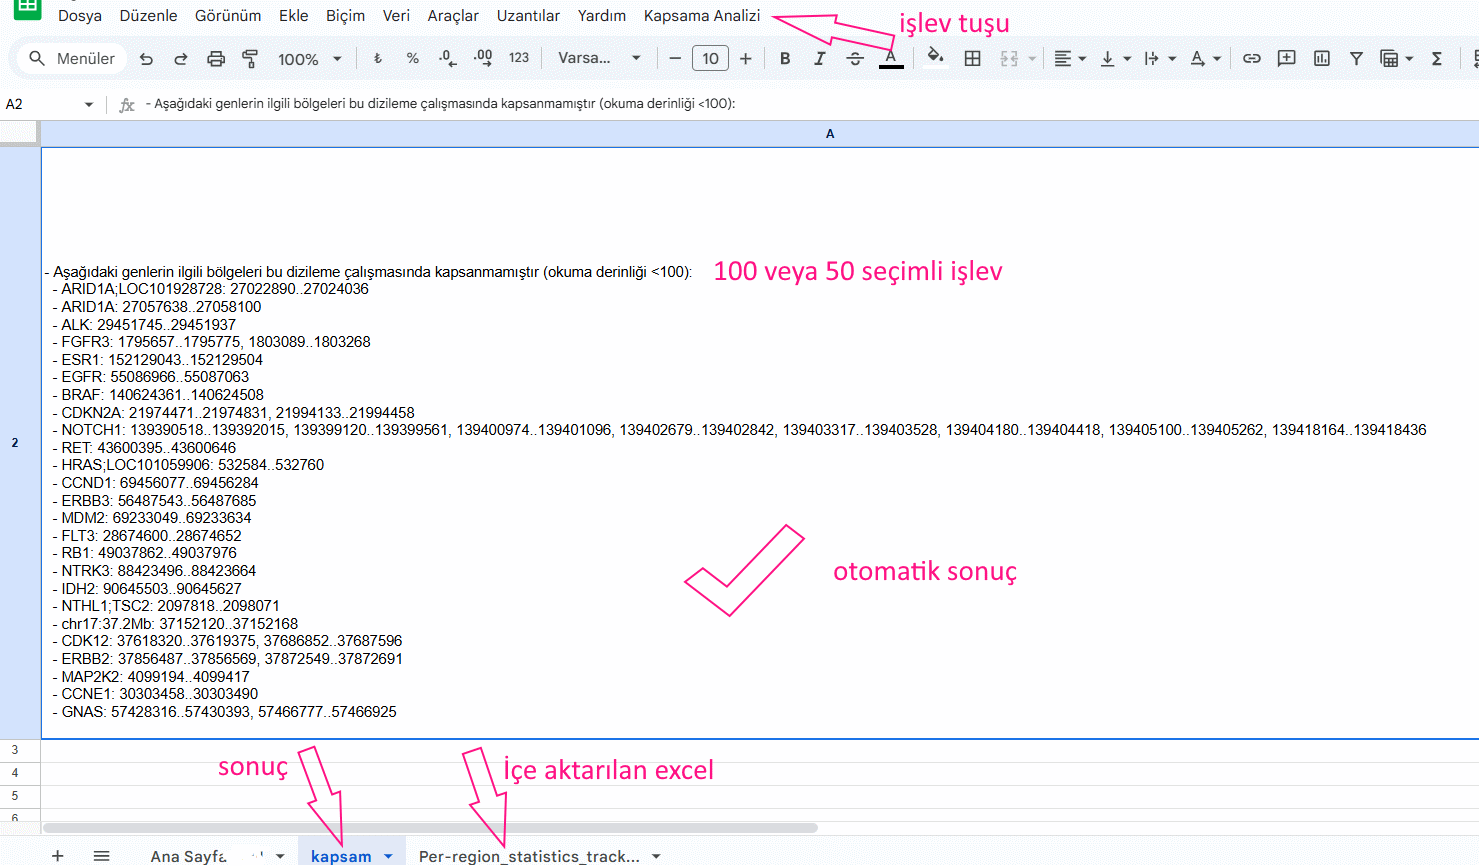 Dosya Düzenle Görünüm Ekle Biçim Veri Araçlar Uzantılar Yardım Kapsama Analizi
işlev tuşu
Menüler 100% ₺ % .0 .00 123 Varsa... − 10 + B I S A A Σ
A2 fx - Aşağıdaki genlerin ilgili bölgeleri bu dizileme çalışmasında kapsanmamıştır (okuma derinliği <100):
A
2
- Aşağıdaki genlerin ilgili bölgeleri bu dizileme çalışmasında kapsanmamıştır (okuma derinliği <100):
100 veya 50 seçimli işlev
- ARID1A;LOC101928728: 27022890..27024036
- ARID1A: 27057638..27058100
- ALK: 29451745..29451937
- FGFR3: 1795657..1795775, 1803089..1803268
- ESR1: 152129043..152129504
- EGFR: 55086966..55087063
- BRAF: 140624361..140624508
- CDKN2A: 21974471..21974831, 21994133..21994458
- NOTCH1: 139390518..139392015, 139399120..139399561, 139400974..139401096, 139402679..139402842, 139403317..139403528, 139404180..139404418, 139405100..139405262, 139418164..139418436
- RET: 43600395..43600646
- HRAS;LOC101059906: 532584..532760
- CCND1: 69456077..69456284
- ERBB3: 56487543..56487685
- MDM2: 69233049..69233634
- FLT3: 28674600..28674652
- RB1: 49037862..49037976
- NTRK3: 88423496..88423664
- IDH2: 90645503..90645627
- NTHL1;TSC2: 2097818..2098071
- chr17:37.2Mb: 37152120..37152168
- CDK12: 37618320..37619375, 37686852..37687596
- ERBB2: 37856487..37856569, 37872549..37872691
- MAP2K2: 4099194..4099417
- CCNE1: 30303458..30303490
- GNAS: 57428316..57430393, 57466777..57466925
otomatik sonuç
3
4
5
6
sonuç
İçe aktarılan excel
+ Ana Sayfa kapsam Per-region_statistics_track...